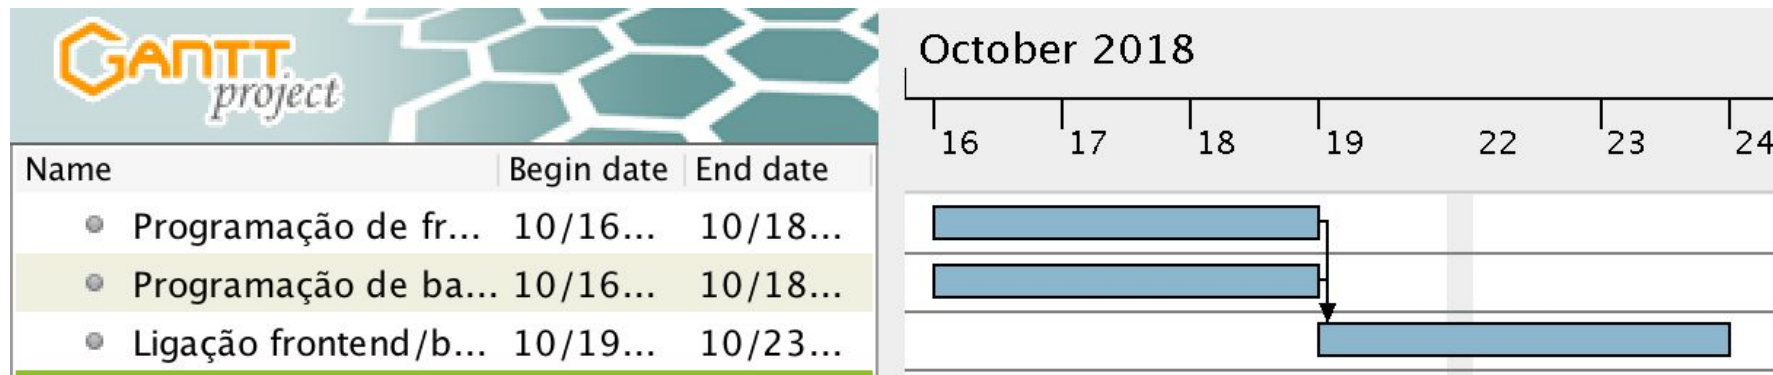 GANTT
project
October 2018
16 17 18 19 22 23 24
Name Begin date End date
Programação de fr... 10/16... 10/18...
Programação de ba... 10/16... 10/18...
Ligação frontend/b... 10/19... 10/23...